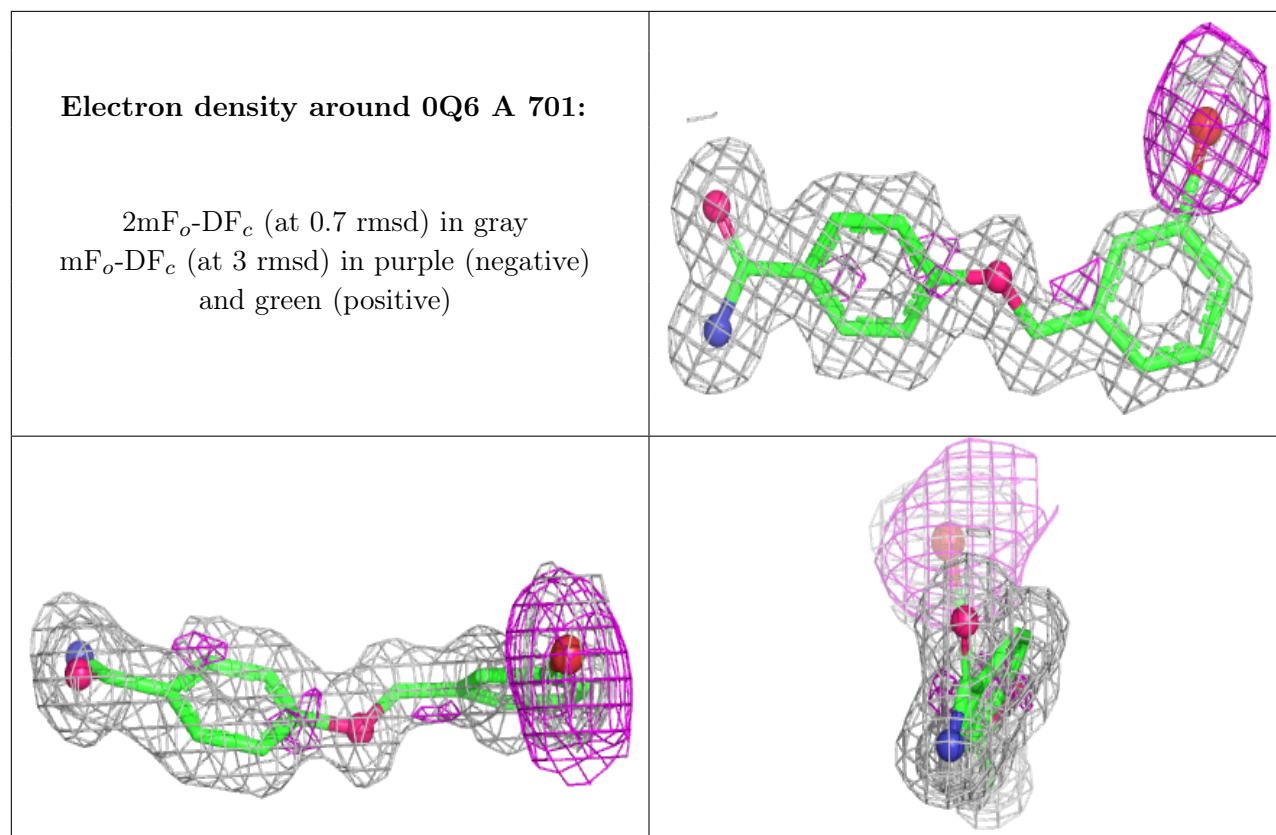 Electron density around 0Q6 A 701:
2mFo-DFc (at 0.7 rmsd) in gray
mFo-DFc (at 3 rmsd) in purple (negative)
and green (positive)